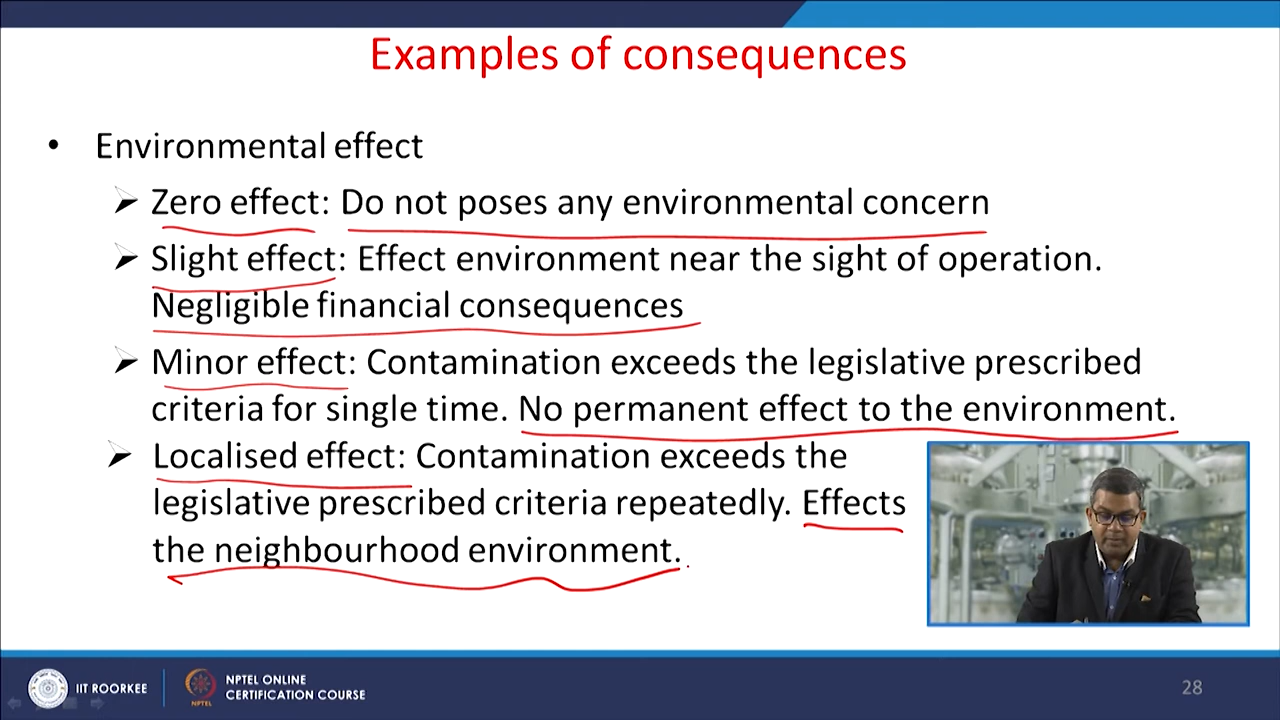 Examples of consequences
• Environmental effect
➢ Zero effect: Do not poses any environmental concern
➢ Slight effect: Effect environment near the sight of operation.
Negligible financial consequences
➢ Minor effect: Contamination exceeds the legislative prescribed
criteria for single time. No permanent effect to the environment.
➢ Localised effect: Contamination exceeds the
legislative prescribed criteria repeatedly. Effects
the neighbourhood environment.
IIT ROORKEE
NPTEL
NPTEL ONLINE
CERTIFICATION COURSE
28